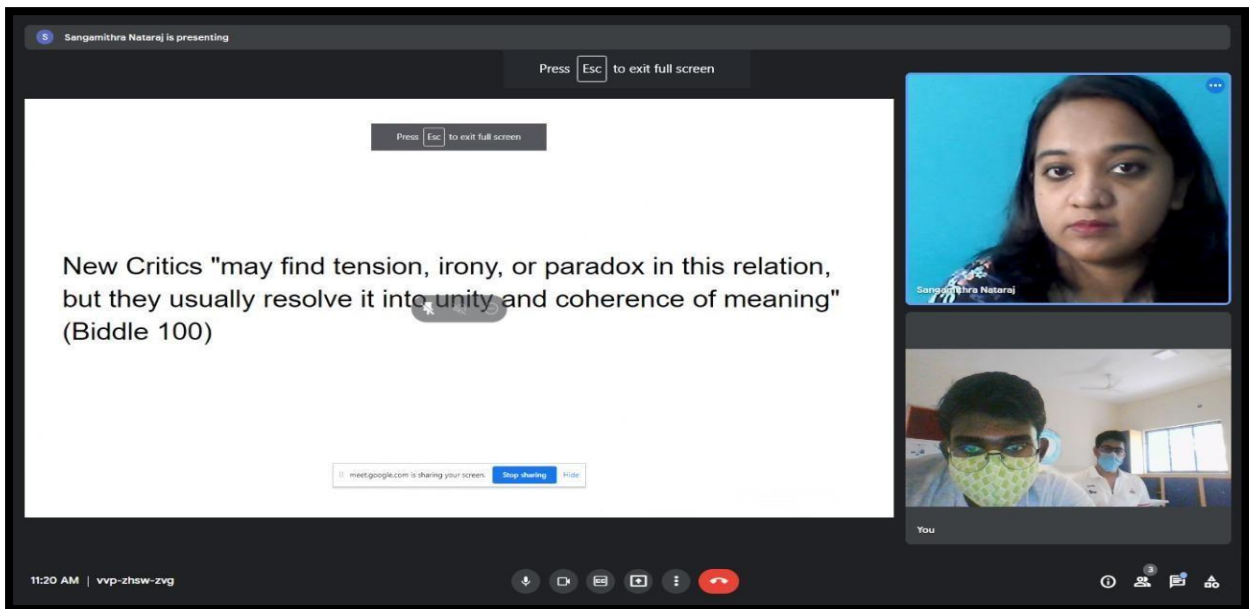 S Sangamithra Nataraj is presenting
Press Esc to exit full screen
Press Esc to exit full screen
New Critics "may find tension, irony, or paradox in this relation,
but they usually resolve it into unity and coherence of meaning"
(Biddle 100)
meet.google.com is sharing your screen. Stop sharing Hide
Sangamithra Nataraj
You
11:20 AM | vvp-zhsw-zvg
CC
3